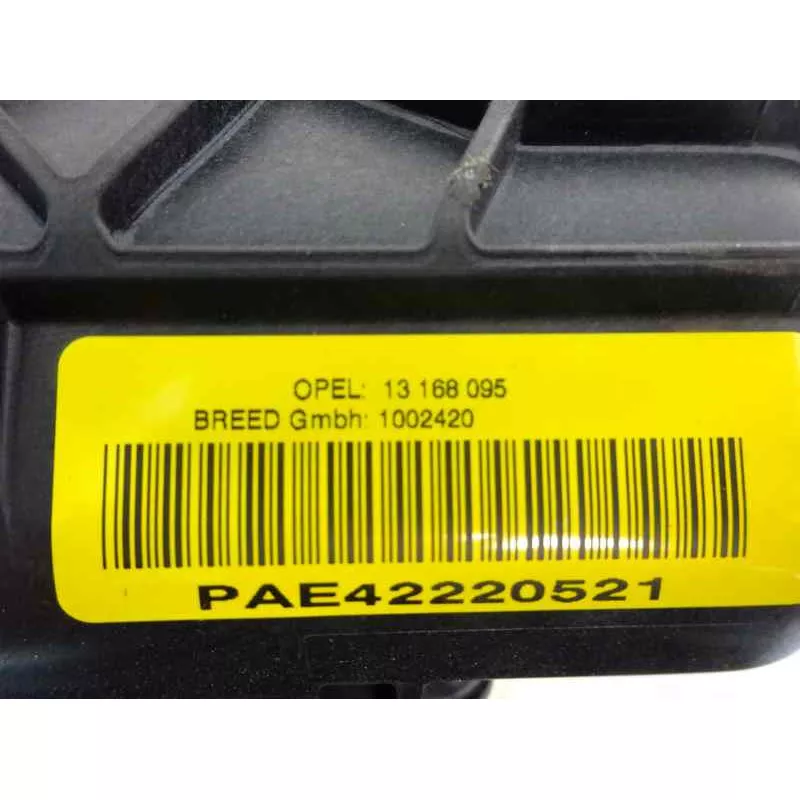 OPEL: 13 168 095
BREED Gmbh: 1002420
PAE42220521